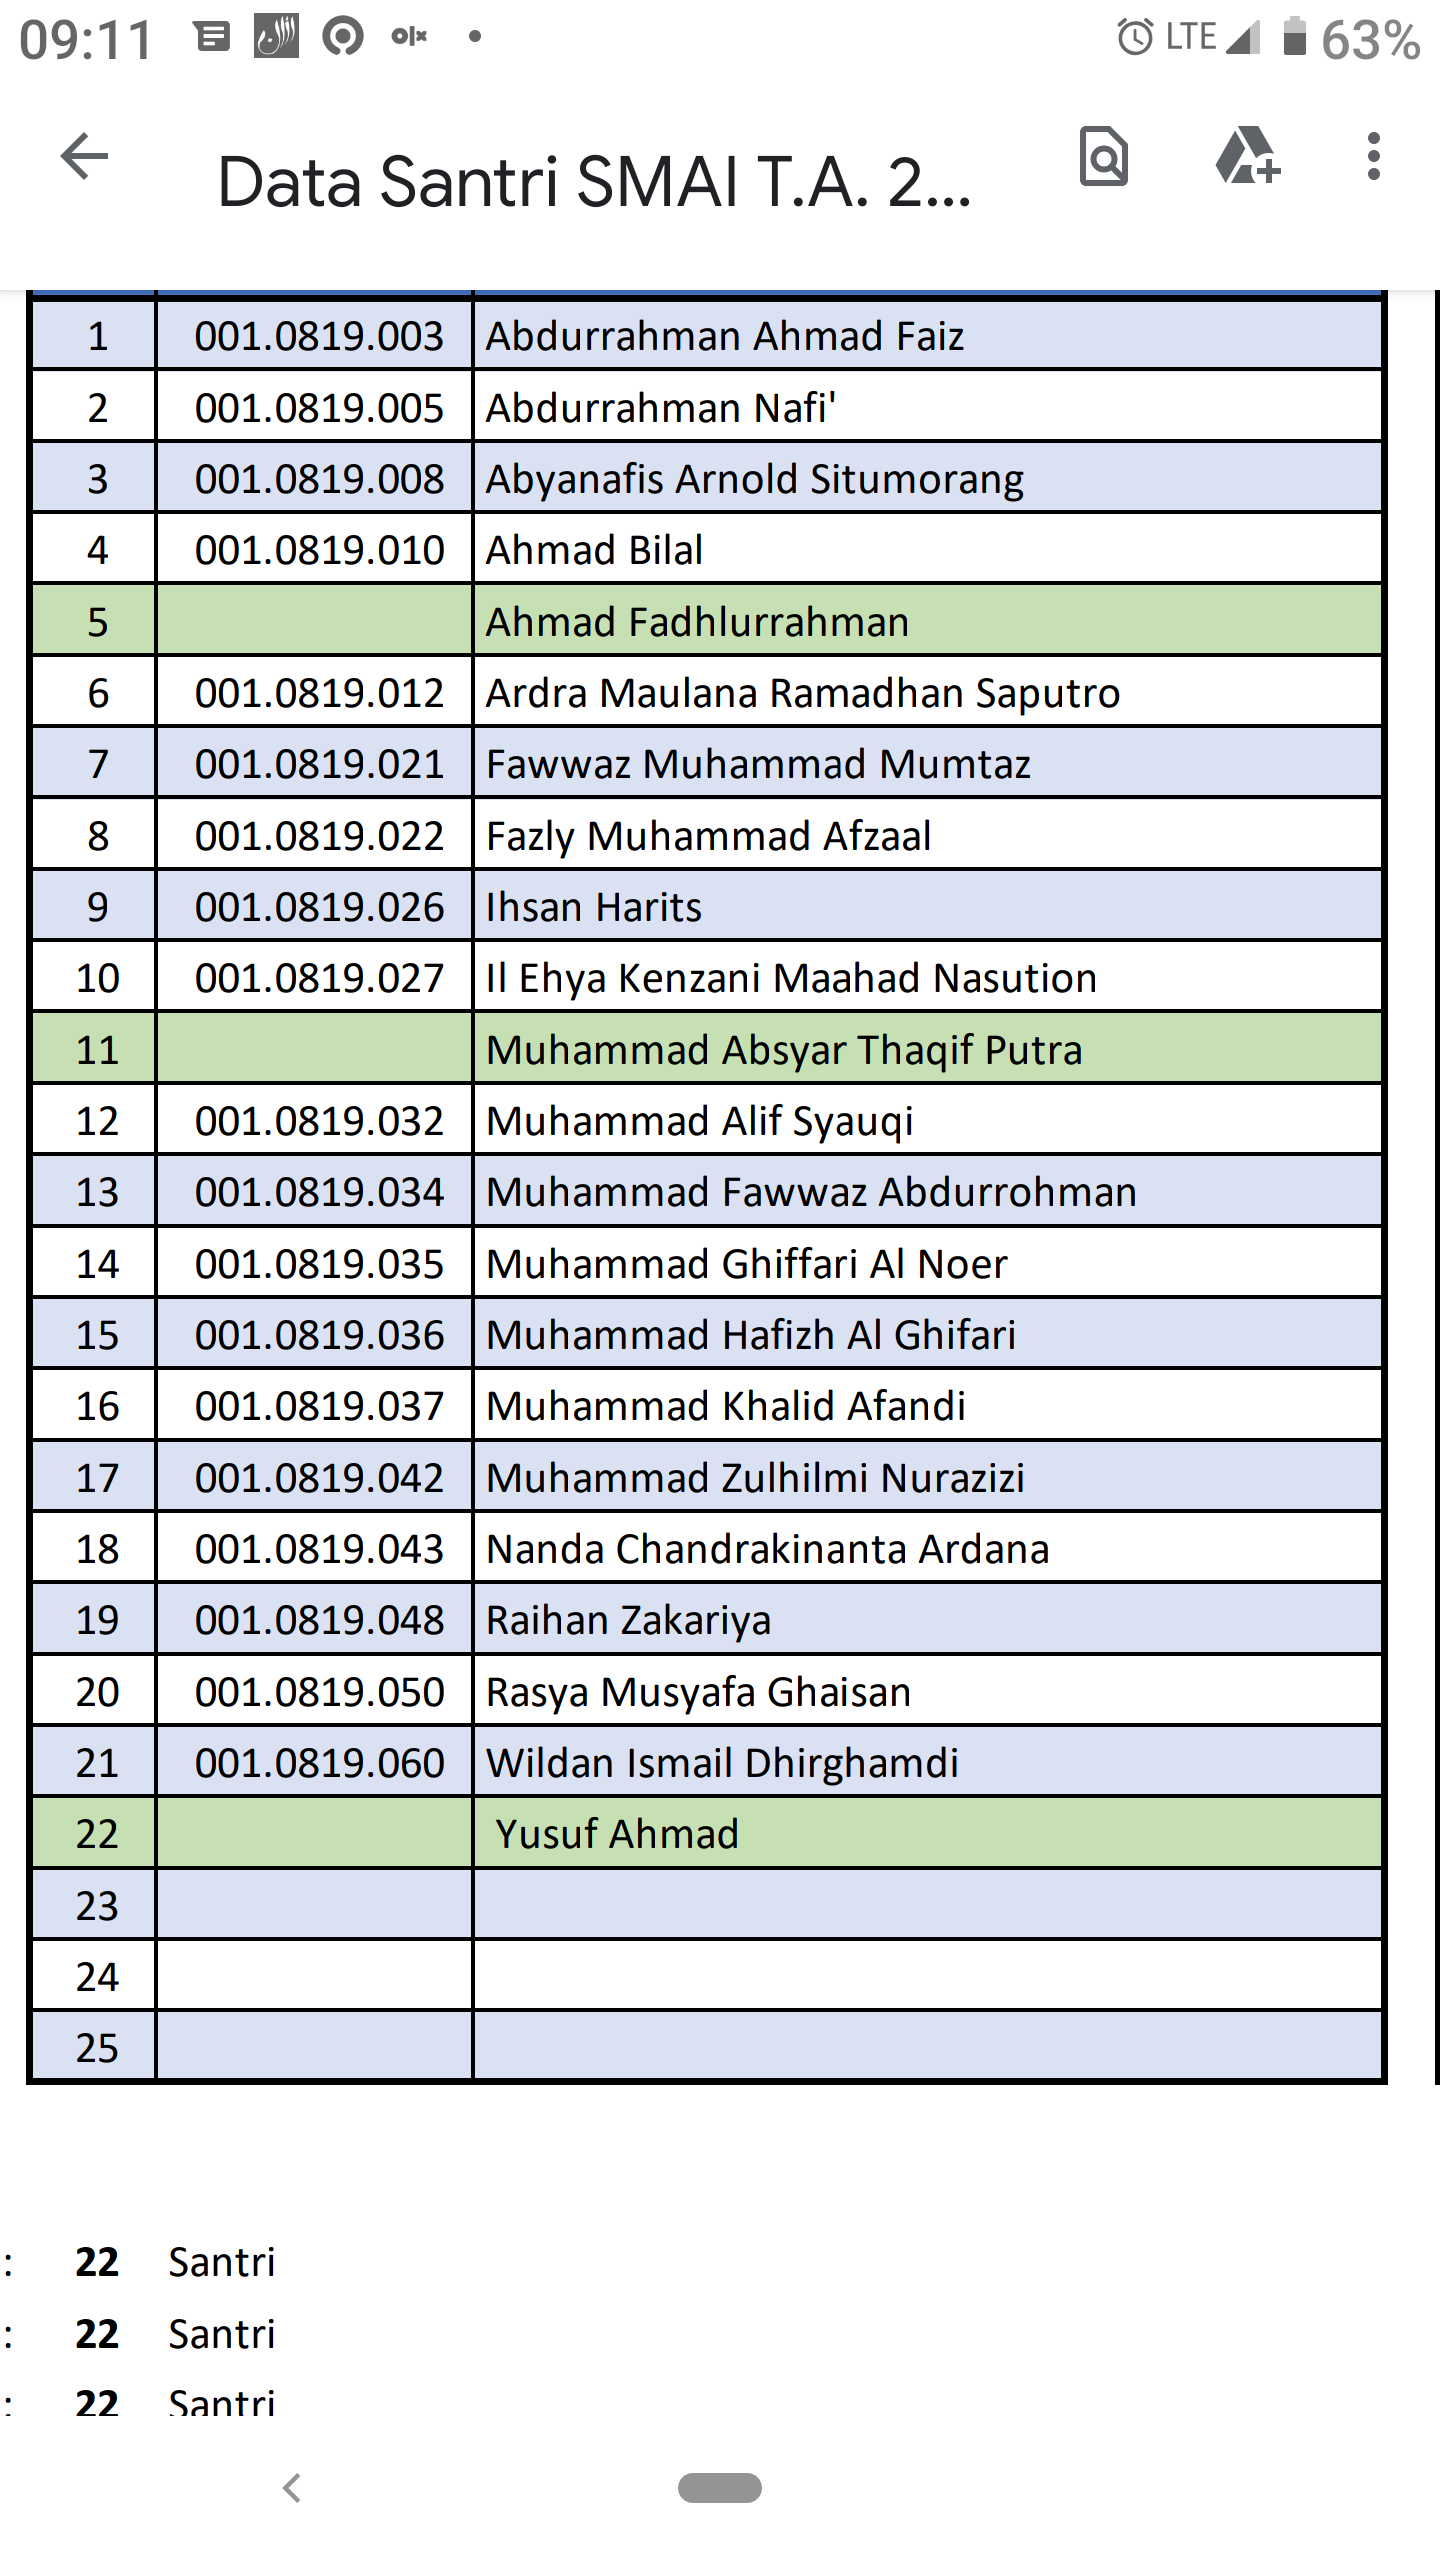 09:11 olx LTE 63%
Data Santri SMAI T.A. 2...
1 001.0819.003 Abdurrahman Ahmad Faiz
2 001.0819.005 Abdurrahman Nafi'
3 001.0819.008 Abyanafis Arnold Situmorang
4 001.0819.010 Ahmad Bilal
5 Ahmad Fadhlurrahman
6 001.0819.012 Ardra Maulana Ramadhan Saputro
7 001.0819.021 Fawwaz Muhammad Mumtaz
8 001.0819.022 Fazly Muhammad Afzaal
9 001.0819.026 Ihsan Harits
10 001.0819.027 Il Ehya Kenzani Maahad Nasution
11 Muhammad Absyar Thaqif Putra
12 001.0819.032 Muhammad Alif Syauqi
13 001.0819.034 Muhammad Fawwaz Abdurrohman
14 001.0819.035 Muhammad Ghiffari Al Noer
15 001.0819.036 Muhammad Hafizh Al Ghifari
16 001.0819.037 Muhammad Khalid Afandi
17 001.0819.042 Muhammad Zulhilmi Nurazizi
18 001.0819.043 Nanda Chandrakinanta Ardana
19 001.0819.048 Raihan Zakariya
20 001.0819.050 Rasya Musyafa Ghaisan
21 001.0819.060 Wildan Ismail Dhirghamdi
22 Yusuf Ahmad
23
24
25
: 22 Santri
: 22 Santri
: 22 Santri